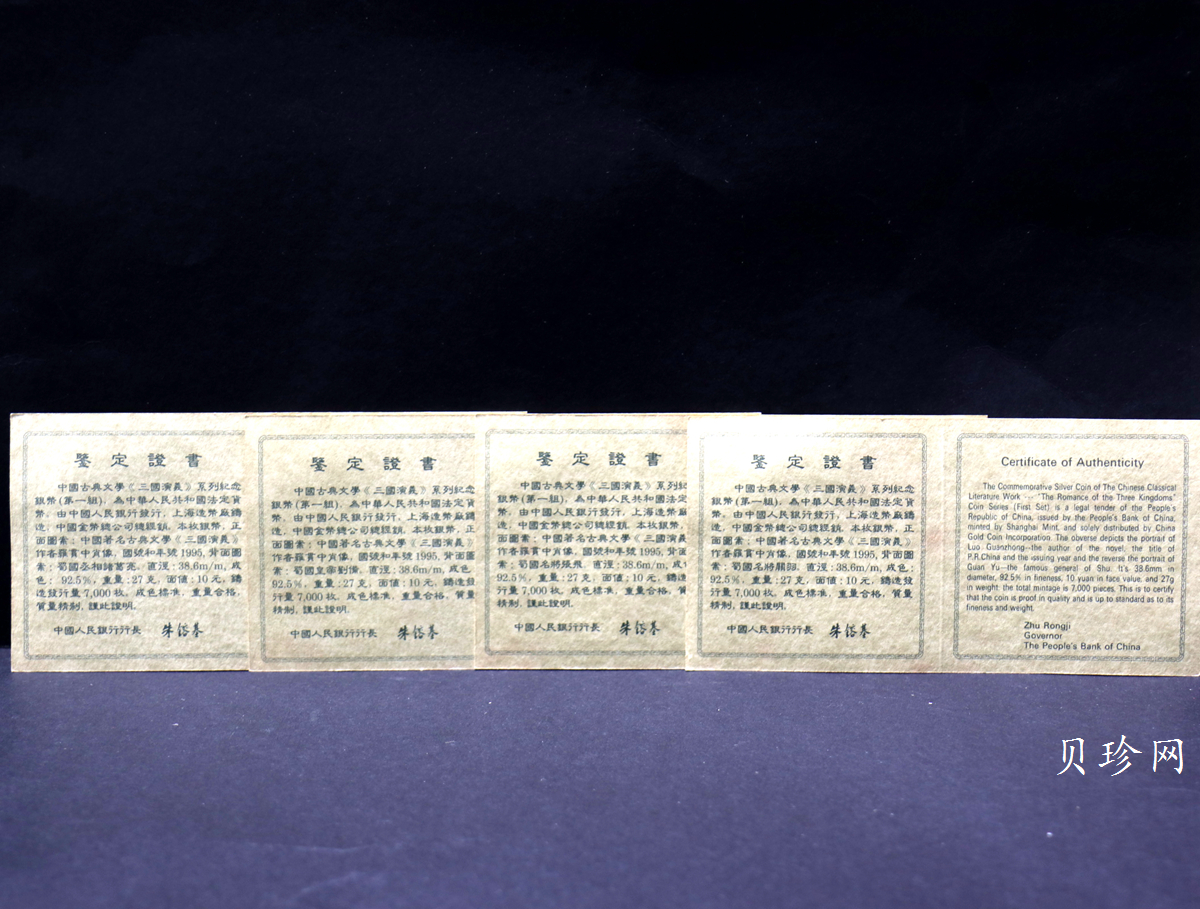 鑒定證書
中國古典文學《三國演義》系列紀念
銀幣(第一組),為中華人民共和國法定貨
幣。由中國人民銀行發行,上海造幣廠鑄
造,中國金幣總公司總經銷。本枚銀幣,正
面圖案:中國著名古典文學《三國演義》
作者羅貫中肖像、國號和年號1995,背面圖
案:蜀國丞相諸葛亮。直徑:38.6m/m,成
色:92.5%,重量:27克,面值:10元,鑄
造發行量7,000枚。成色標准,重量合格,
質量精制,謹此證明。
中國人民銀行行長 朱镕基
鑒定證書
中國古典文學《三國演義》系列紀
銀幣(第一組),為中華人民共和國法定
幣。由中國人民銀行發行,上海造幣廠
造,中國金幣總公司總經銷。本枚銀幣,
面圖案:中國著名古典文學《三國演義
作者羅貫中肖像、國號和年號1995,背面
案:蜀國皇帝劉備。直徑:38.6m/m,成
92.5%,重量:27克,面值:10元,鑄造
行量7,000枚。成色標准,重量合格,
量精制,謹此證明。
中國人民銀行行長 朱镕基
鑒定證書
中國古典文學《三國演義》系列紀
銀幣(第一組),為中華人民共和國法定
幣。由中國人民銀行發行,上海造幣廠
造,中國金幣總公司總經銷。本枚銀幣,
面圖案:中國著名古典文學《三國演義
作者羅貫中肖像、國號和年號1995,背面
案:蜀國名將張飛。直徑:38.6m/m,成
92.5%,重量:27克,面值:10元,鑄造
行量7,000枚。成色標准,重量合格,
量精制,謹此證明。
中國人民銀行行長 朱镕基
鑒定證書
中國古典文學《三國演義》系列紀念
銀幣(第一組),為中華人民共和國法定貨
幣。由中國人民銀行發行,上海造幣廠鑄
造,中國金幣總公司總經銷。本枚銀幣,正
面圖案:中國著名古典文學《三國演義》
作者羅貫中肖像、國號和年號1995,背面圖
案:蜀國名將關羽。直徑:38.6m/m,成色:
92.5%,重量:27克,面值:10元,鑄造發
行量7,000枚。成色標准,重量合格,質
量精制,謹此證明。
中國人民銀行行長 朱镕基
Certificate of Authenticity
The Commemorative Silver Coin of The Chinese Classical
Literature Work --- "The Romance of the Three Kingdoms"
Coin Series (First Set) is a legal tender of the People's
Republic of China, issued by the People's Bank of China,
minted by Shanghai Mint, and solely distributed by China
Gold Coin Incorporation. The obverse depicts the portrait of
Luo Guanzhong--the author of the novel, the title of
P.R.China and the issuing year and the reverse the portrait of
Guan Yu--the famous general of Shu. It's 38.6mm in
diameter, 92.5% in fineness, 10 yuan in face value, and 27g
in weight. the total mintage is 7,000 pieces. This is to certify
that the coin is proof in quality and is up to standard as to its
fineness and weight.
Zhu Rongji
Governor
The People's Bank of China
贝珍网